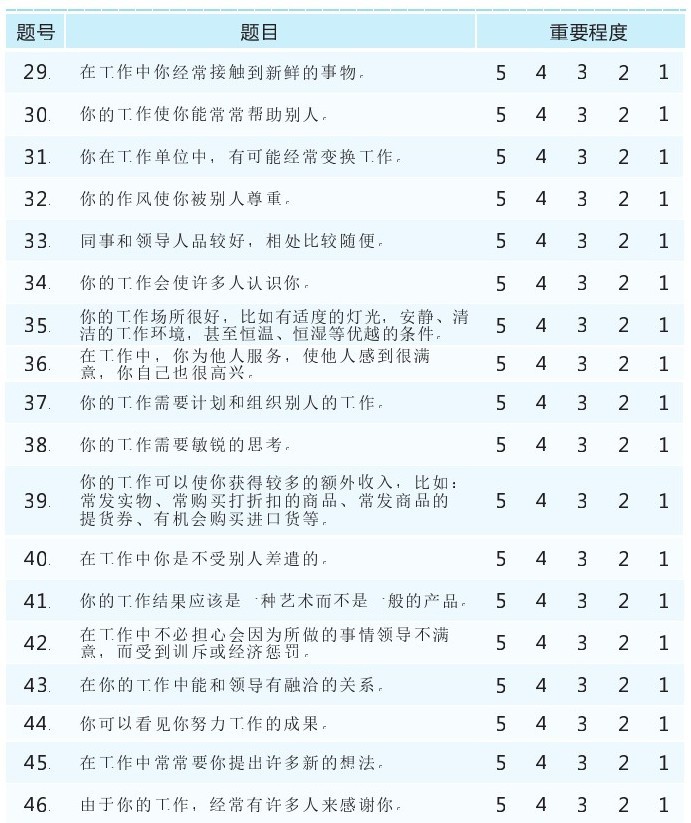 题号 题目 重要程度
29. 在工作中你经常接触到新鲜的事物。 5 4 3 2 1
30. 你的工作使你能常常帮助别人。 5 4 3 2 1
31. 你在工作单位中，有可能经常变换工作。 5 4 3 2 1
32. 你的作风使你被别人尊重。 5 4 3 2 1
33. 同事和领导人品较好，相处比较随便。 5 4 3 2 1
34. 你的工作会使许多人认识你。 5 4 3 2 1
35. 你的工作场所很好，比如有适度的灯光，安静、清 5 4 3 2 1
洁的工作环境，甚至恒温、恒湿等优越的条件。
36. 在工作中，你为他人服务，使他人感到很满 5 4 3 2 1
意，你自己也很高兴。
37. 你的工作需要计划和组织别人的工作。 5 4 3 2 1
38. 你的工作需要敏锐的思考。 5 4 3 2 1
你的工作可以使你获得较多的额外收入，比如：
39. 常发实物、常购买打折扣的商品、常发商品的 5 4 3 2 1
提货券、有机会购买进口货等。
40. 在工作中你是不受别人差遣的。 5 4 3 2 1
41. 你的工作结果应该是一种艺术而不是一般的产品。 5 4 3 2 1
42. 在工作中不必担心会因为所做的事情领导不满 5 4 3 2 1
意，而受到训斥或经济惩罚。
43. 在你的工作中能和领导有融洽的关系。 5 4 3 2 1
44. 你可以看见你努力工作的成果。 5 4 3 2 1
45. 在工作中常常要你提出许多新的想法。 5 4 3 2 1
46. 由于你的工作，经常有许多人来感谢你。 5 4 3 2 1